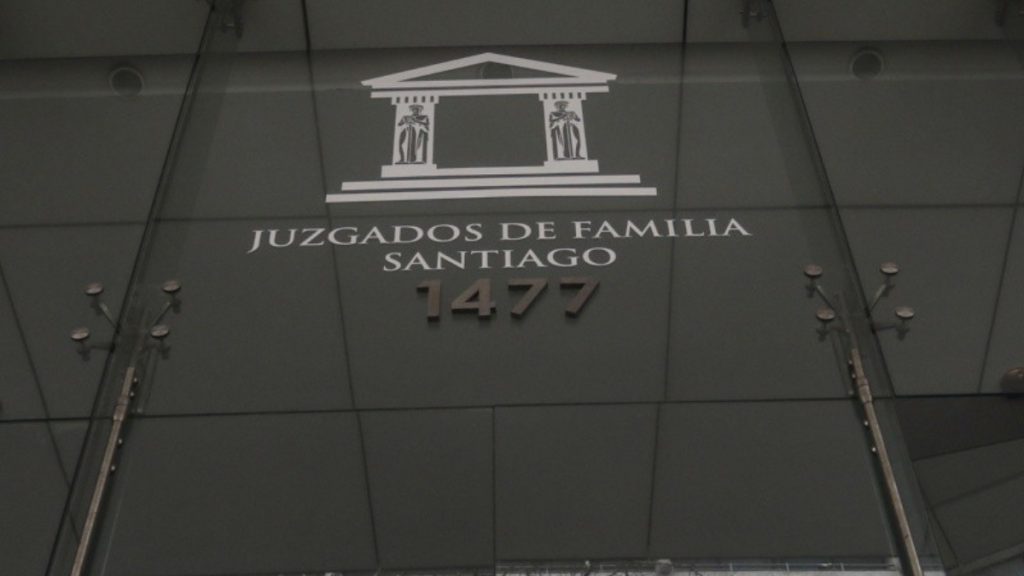 JUZGADOS DE FAMILIA
SANTIAGO
1477